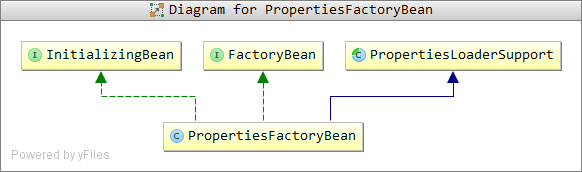 Diagram for PropertiesFactoryBean
I InitializingBean
I FactoryBean
C PropertiesLoaderSupport
C PropertiesFactoryBean
Powered by yFiles